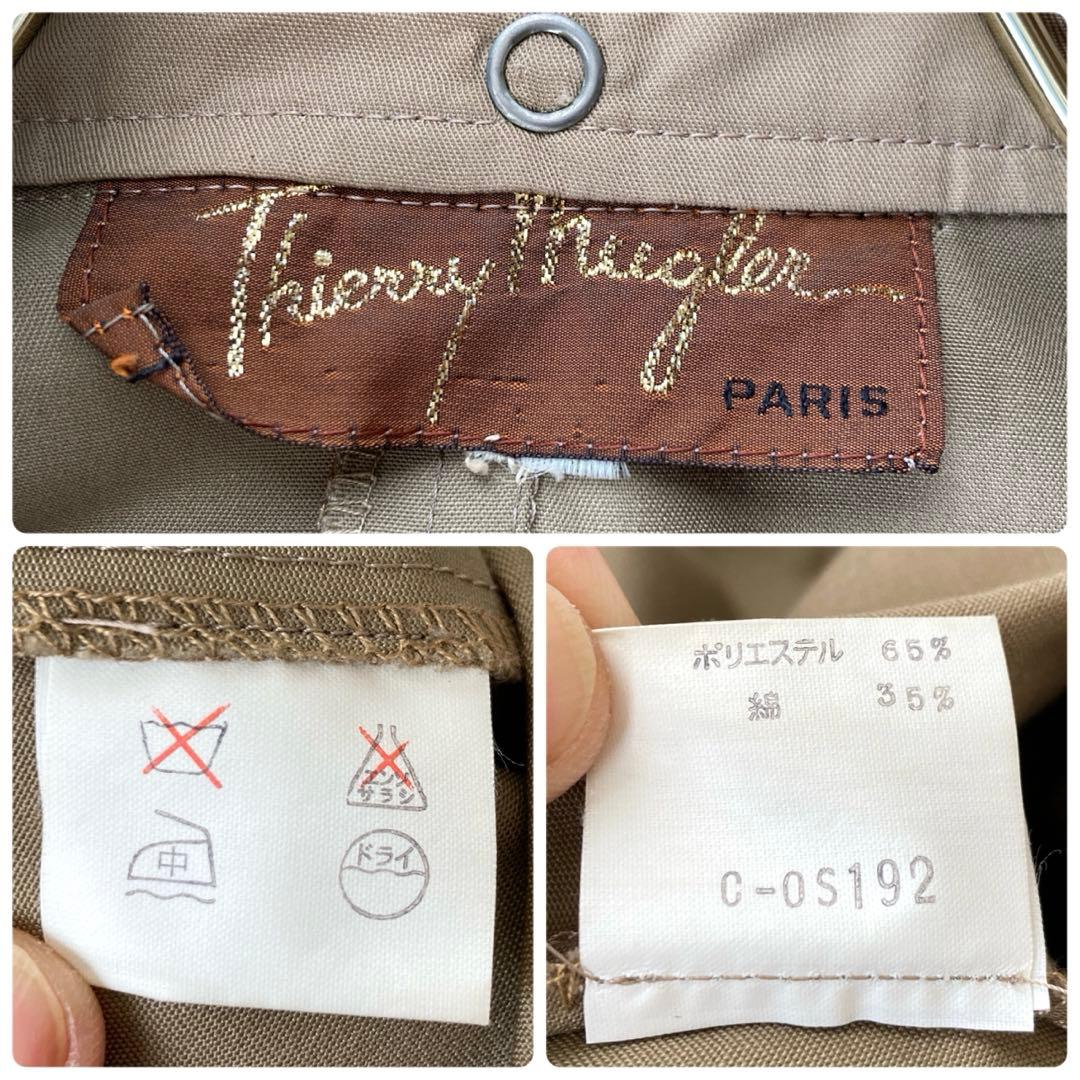 Thierry Mugler
PARIS
エンソ
サラシ
中
ドライ
ポリエステル 65%
綿 35%
C-OS192